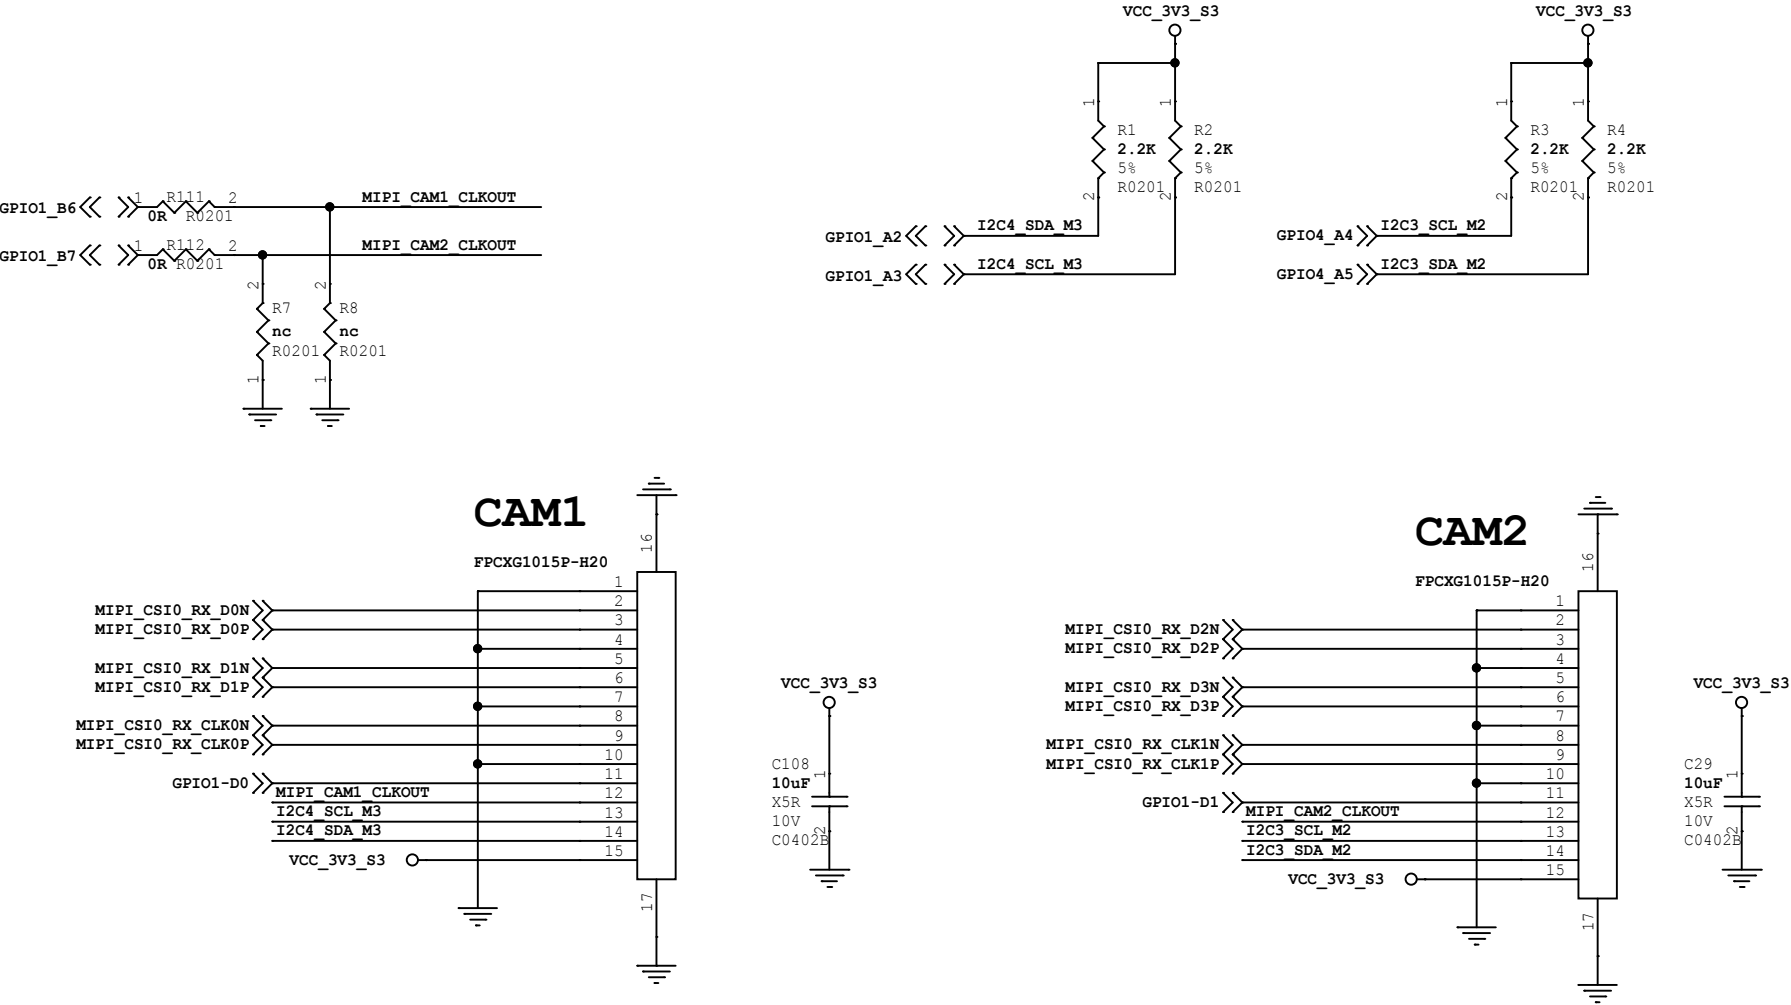 VCC_3V3_S3
VCC_3V3_S3
1
1
1
1
R1
2.2K
5%
R0201
R2
2.2K
5%
R0201
R3
2.2K
5%
R0201
R4
2.2K
5%
R0201
2
2
2
2
GPIO1_B6
1
R111
2
0R
R0201
MIPI_CAM1_CLKOUT
GPIO1_B7
1
R112
2
0R
R0201
MIPI_CAM2_CLKOUT
GPIO1_A2
I2C4_SDA_M3
GPIO1_A3
I2C4_SCL_M3
GPIO4_A4
I2C3_SCL_M2
GPIO4_A5
I2C3_SDA_M2
2
2
R7
nc
R0201
R8
nc
R0201
1
1
CAM1
FPCXG1015P-H20
16
1
MIPI_CSI0_RX_D0N
2
MIPI_CSI0_RX_D0P
3
4
MIPI_CSI0_RX_D1N
5
MIPI_CSI0_RX_D1P
6
7
MIPI_CSI0_RX_CLK0N
8
MIPI_CSI0_RX_CLK0P
9
10
GPIO1-D0
11
MIPI_CAM1_CLKOUT
12
I2C4_SCL_M3
13
I2C4_SDA_M3
14
VCC_3V3_S3
15
17
VCC_3V3_S3
C108
10uF
X5R
10V
C0402B
1
2
CAM2
FPCXG1015P-H20
16
1
MIPI_CSI0_RX_D2N
2
MIPI_CSI0_RX_D2P
3
4
MIPI_CSI0_RX_D3N
5
MIPI_CSI0_RX_D3P
6
7
MIPI_CSI0_RX_CLK1N
8
MIPI_CSI0_RX_CLK1P
9
10
GPIO1-D1
11
MIPI_CAM2_CLKOUT
12
I2C3_SCL_M2
13
I2C3_SDA_M2
14
VCC_3V3_S3
15
17
VCC_3V3_S3
C29
10uF
X5R
10V
C0402B
1
2